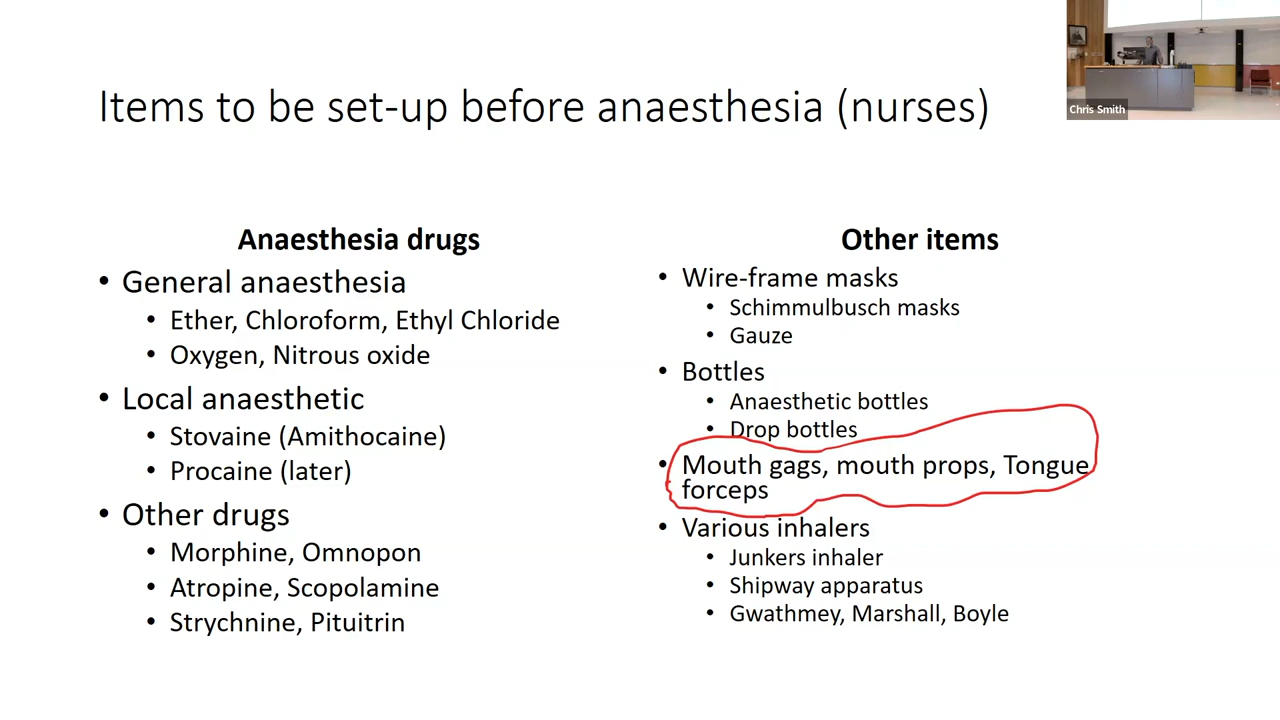 Items to be set-up before anaesthesia (nurses)
Chris Smith
Anaesthesia drugs
• General anaesthesia
• Ether, Chloroform, Ethyl Chloride
• Oxygen, Nitrous oxide
• Local anaesthetic
• Stovaine (Amithocaine)
• Procaine (later)
• Other drugs
• Morphine, Omnopon
• Atropine, Scopolamine
• Strychnine, Pituitrin
Other items
• Wire-frame masks
• Schimmulbusch masks
• Gauze
• Bottles
• Anaesthetic bottles
• Drop bottles
• Mouth gags, mouth props, Tongue
forceps
• Various inhalers
• Junkers inhaler
• Shipway apparatus
• Gwathmey, Marshall, Boyle